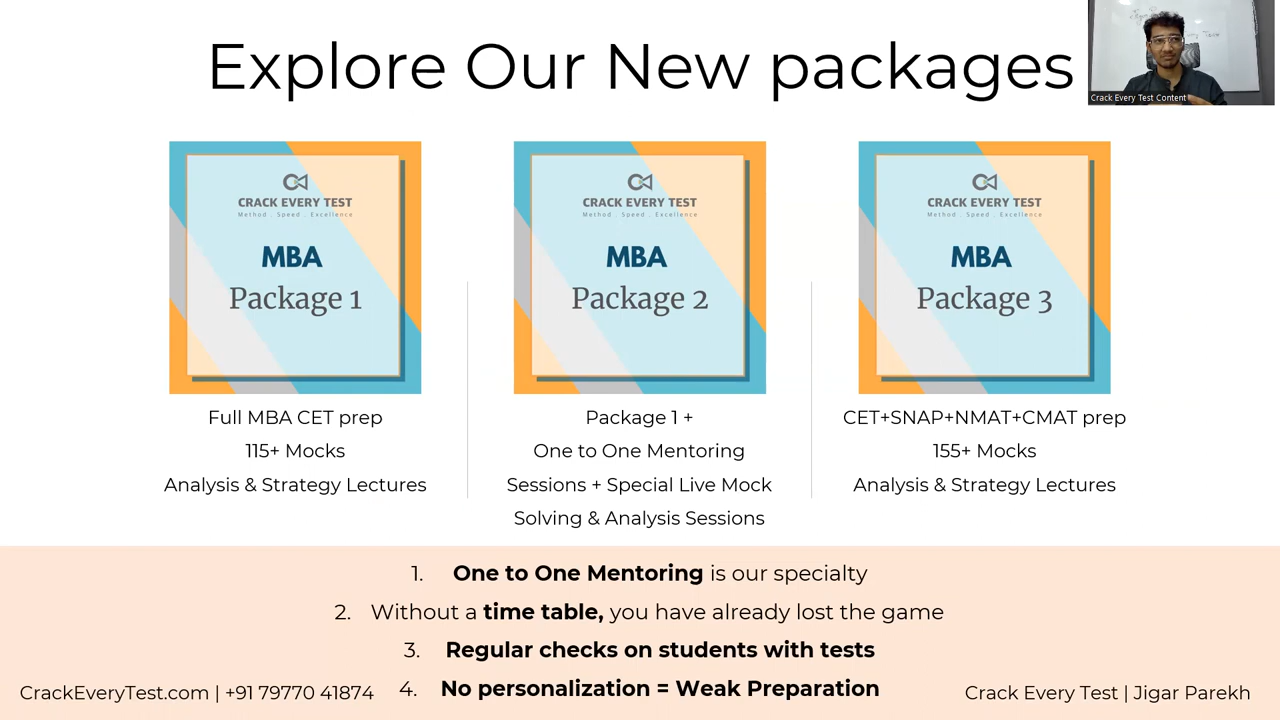 Explore Our New packages
Crack Every Test Content
CRACK EVERY TEST
Method . Speed . Excellence
MBA
Package 1
Full MBA CET prep
115+ Mocks
Analysis & Strategy Lectures
CRACK EVERY TEST
Method . Speed . Excellence
MBA
Package 2
Package 1 +
One to One Mentoring
Sessions + Special Live Mock
Solving & Analysis Sessions
CRACK EVERY TEST
Method . Speed . Excellence
MBA
Package 3
CET+SNAP+NMAT+CMAT prep
155+ Mocks
Analysis & Strategy Lectures
1. One to One Mentoring is our specialty
2. Without a time table, you have already lost the game
3. Regular checks on students with tests
4. No personalization = Weak Preparation
CrackEveryTest.com | +91 79770 41874
Crack Every Test | Jigar Parekh